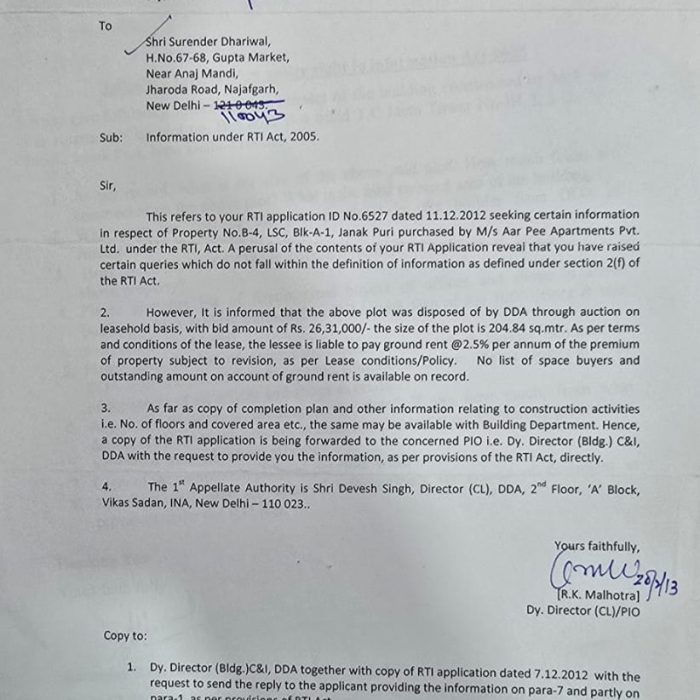 To
Shri Surender Dhariwal,
H.No.67-68, Gupta Market,
Near Anaj Mandi,
Jharoda Road, Najafgarh,
New Delhi – 121 0 043.
110043
Sub: Information under RTI Act, 2005.
Sir,
This refers to your RTI application ID No.6527 dated 11.12.2012 seeking certain information
in respect of Property No.B-4, LSC, Blk-A-1, Janak Puri purchased by M/s Aar Pee Apartments Pvt.
Ltd. under the RTI, Act. A perusal of the contents of your RTI Application reveal that you have raised
certain queries which do not fall within the definition of information as defined under section 2(f) of
the RTI Act.
2. However, It is informed that the above plot was disposed of by DDA through auction on
leasehold basis, with bid amount of Rs. 26,31,000/- the size of the plot is 204.84 sq.mtr. As per terms
and conditions of the lease, the lessee is liable to pay ground rent @2.5% per annum of the premium
of property subject to revision, as per Lease conditions/Policy. No list of space buyers and
outstanding amount on account of ground rent is available on record.
3. As far as copy of completion plan and other information relating to construction activities
i.e. No. of floors and covered area etc., the same may be available with Building Department. Hence,
a copy of the RTI application is being forwarded to the concerned PIO i.e. Dy. Director (Bldg.) C&I,
DDA with the request to provide you the information, as per provisions of the RTI Act, directly.
4. The 1st Appellate Authority is Shri Devesh Singh, Director (CL), DDA, 2nd Floor, 'A' Block,
Vikas Sadan, INA, New Delhi – 110 023..
Yours faithfully,
[R.K. Malhotra]
Dy. Director (CL)/PIO
Copy to:
1. Dy. Director (Bldg.)C&I, DDA together with copy of RTI application dated 7.12.2012 with the
request to send the reply to the applicant providing the information on para-7 and partly on
para-1, as per provisions of RTI Act